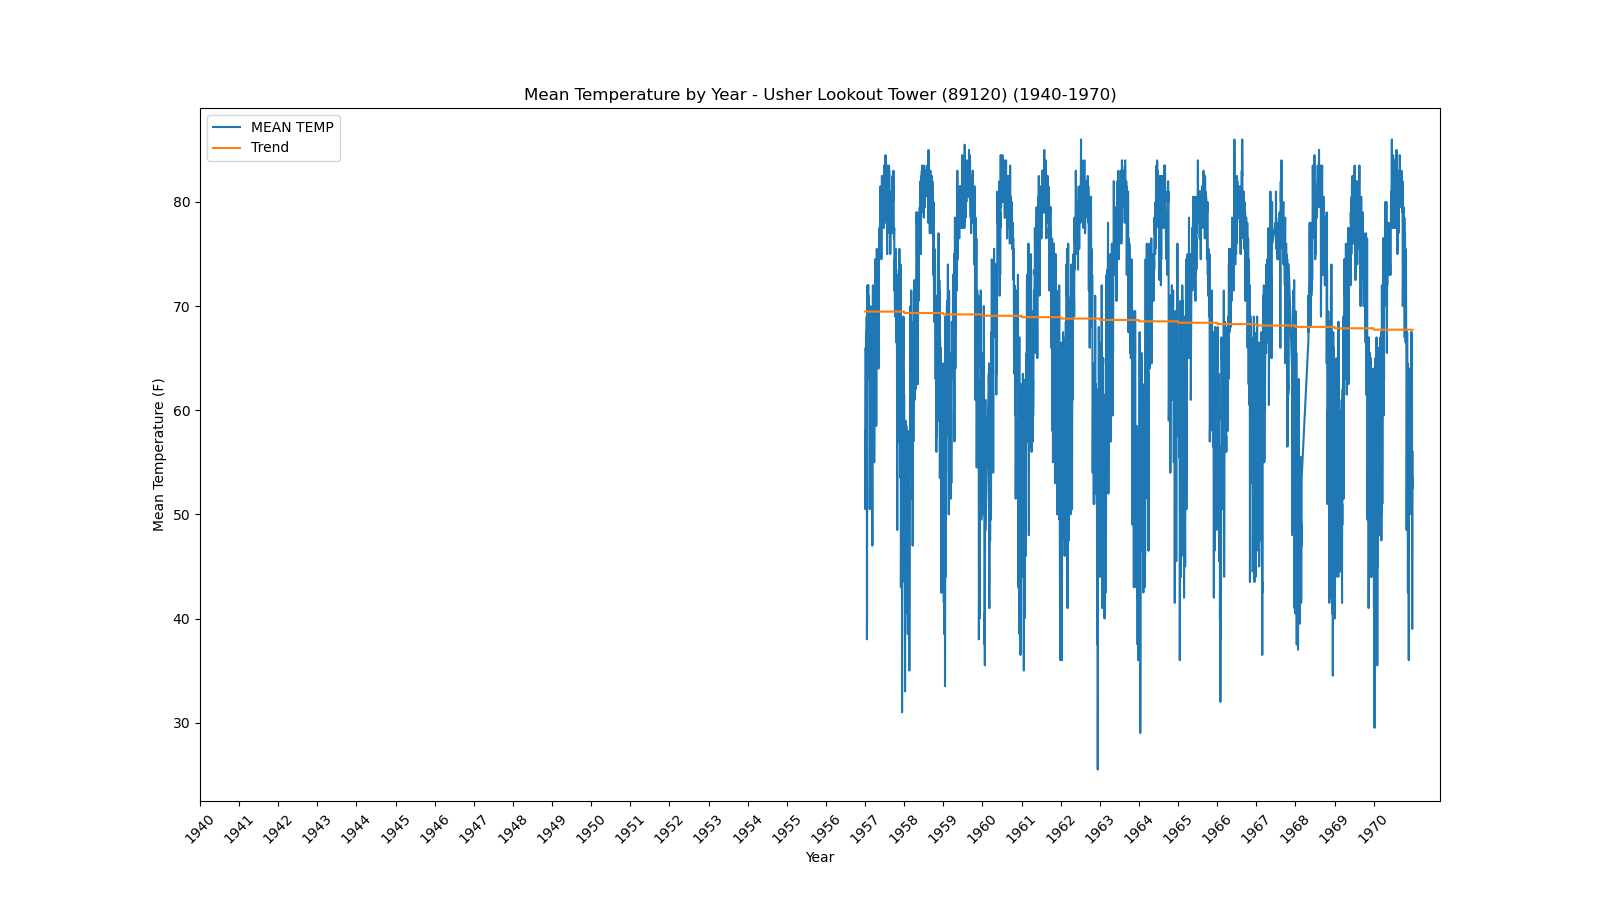 Mean Temperature by Year - Usher Lookout Tower (89120) (1940-1970)
MEAN TEMP
Trend
Mean Temperature (F)
80
70
60
50
40
30
1940 1941 1942 1943 1944 1945 1946 1947 1948 1949 1950 1951 1952 1953 1954 1955 1956 1957 1958 1959 1960 1961 1962 1963 1964 1965 1966 1967 1968 1969 1970
Year